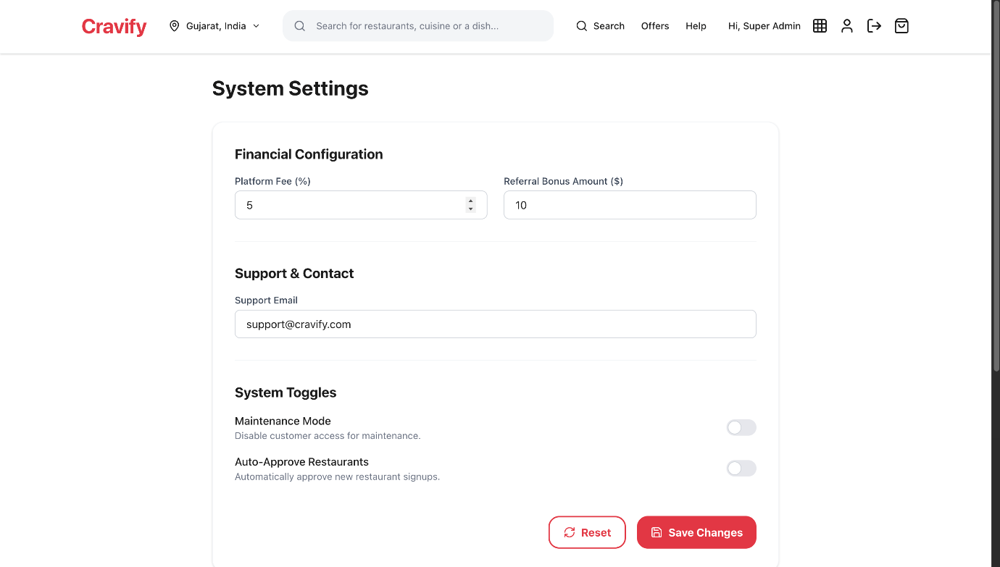 Cravify
Gujarat, India
Search for restaurants, cuisine or a dish...
Search
Offers
Help
Hi, Super Admin
System Settings
Financial Configuration
Platform Fee (%)
Referral Bonus Amount ($)
5
10
Support & Contact
Support Email
support@cravify.com
System Toggles
Maintenance Mode
Disable customer access for maintenance.
Auto-Approve Restaurants
Automatically approve new restaurant signups.
Reset
Save Changes